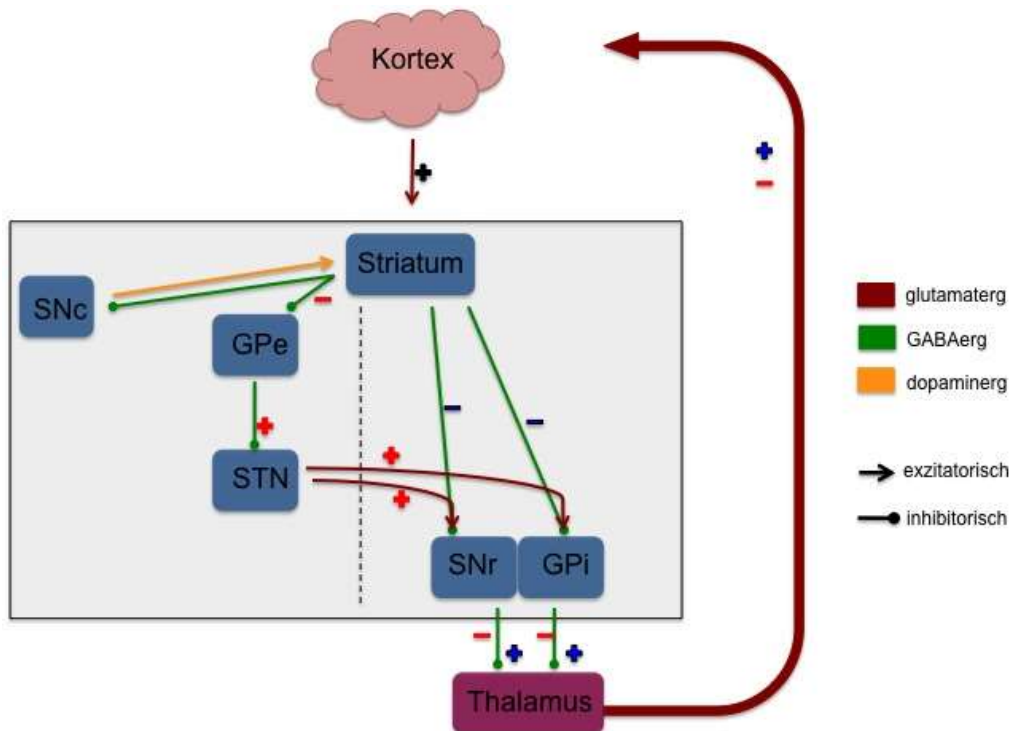 Kortex
+
+
−
Striatum
SNc
−
GPe
glutamaterg
GABAerg
dopaminerg
−
−
+
+
STN
+
exzitatorisch
inhibitorisch
SNr
GPi
−
+
−
+
Thalamus